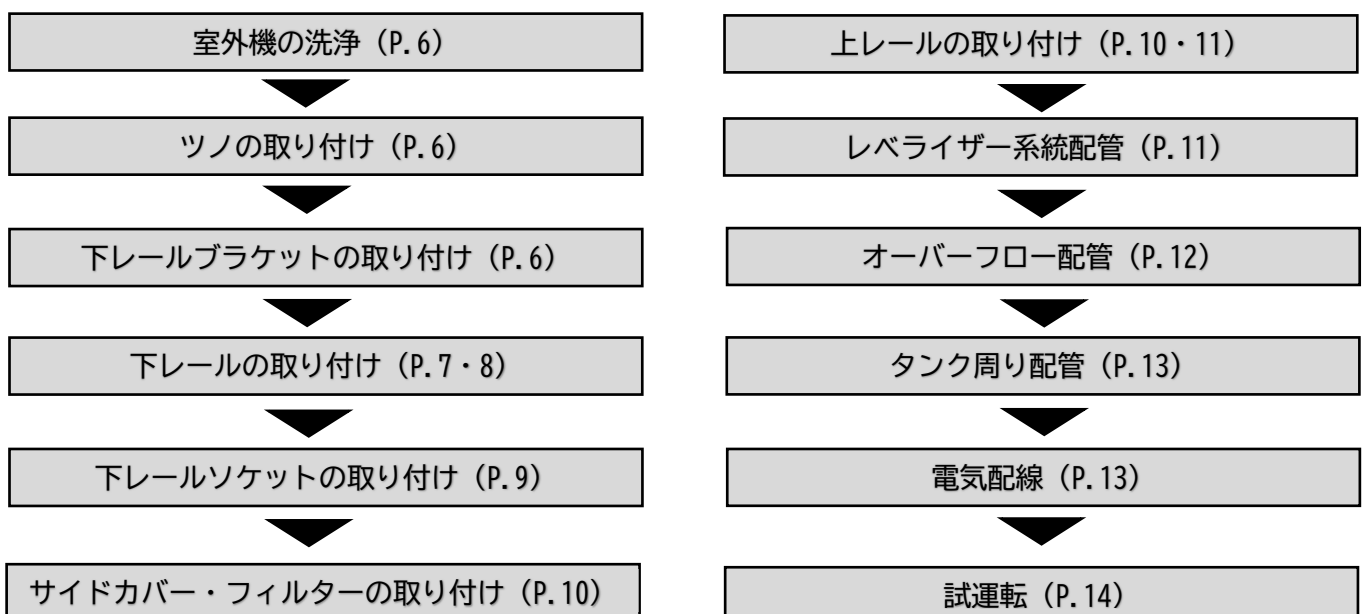 室外機の洗浄（P.6）
ツノの取り付け（P.6）
下レールブラケットの取り付け（P.6）
下レールの取り付け（P.7・8）
下レールソケットの取り付け（P.9）
サイドカバー・フィルターの取り付け（P.10）
上レールの取り付け（P.10・11）
レベライザー系統配管（P.11）
オーバーフロー配管（P.12）
タンク周り配管（P.13）
電気配線（P.13）
試運転（P.14）